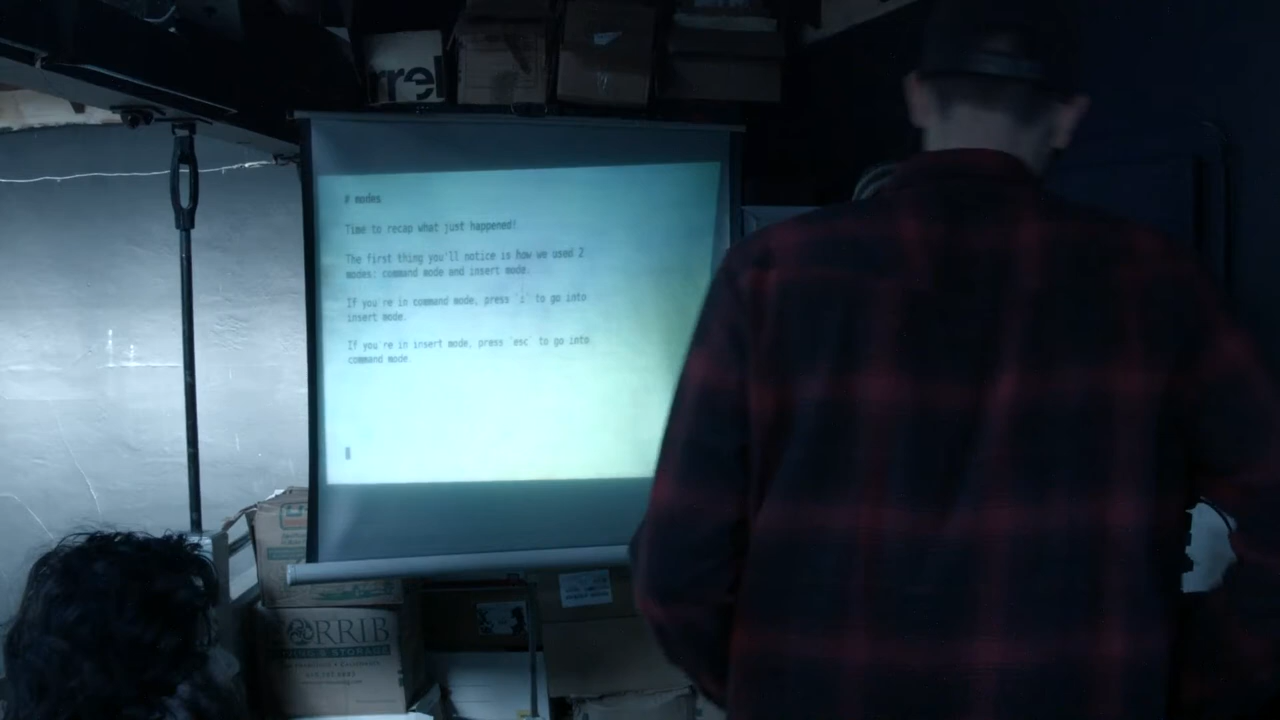 rrel
# modes
Time to recap what just happened!
The first thing you'll notice is how we used 2
modes: command mode and insert mode.
If you're in command mode, press `i` to go into
insert mode.
If you're in insert mode, press `esc` to go into
command mode.
ORRIB
& STORAGE